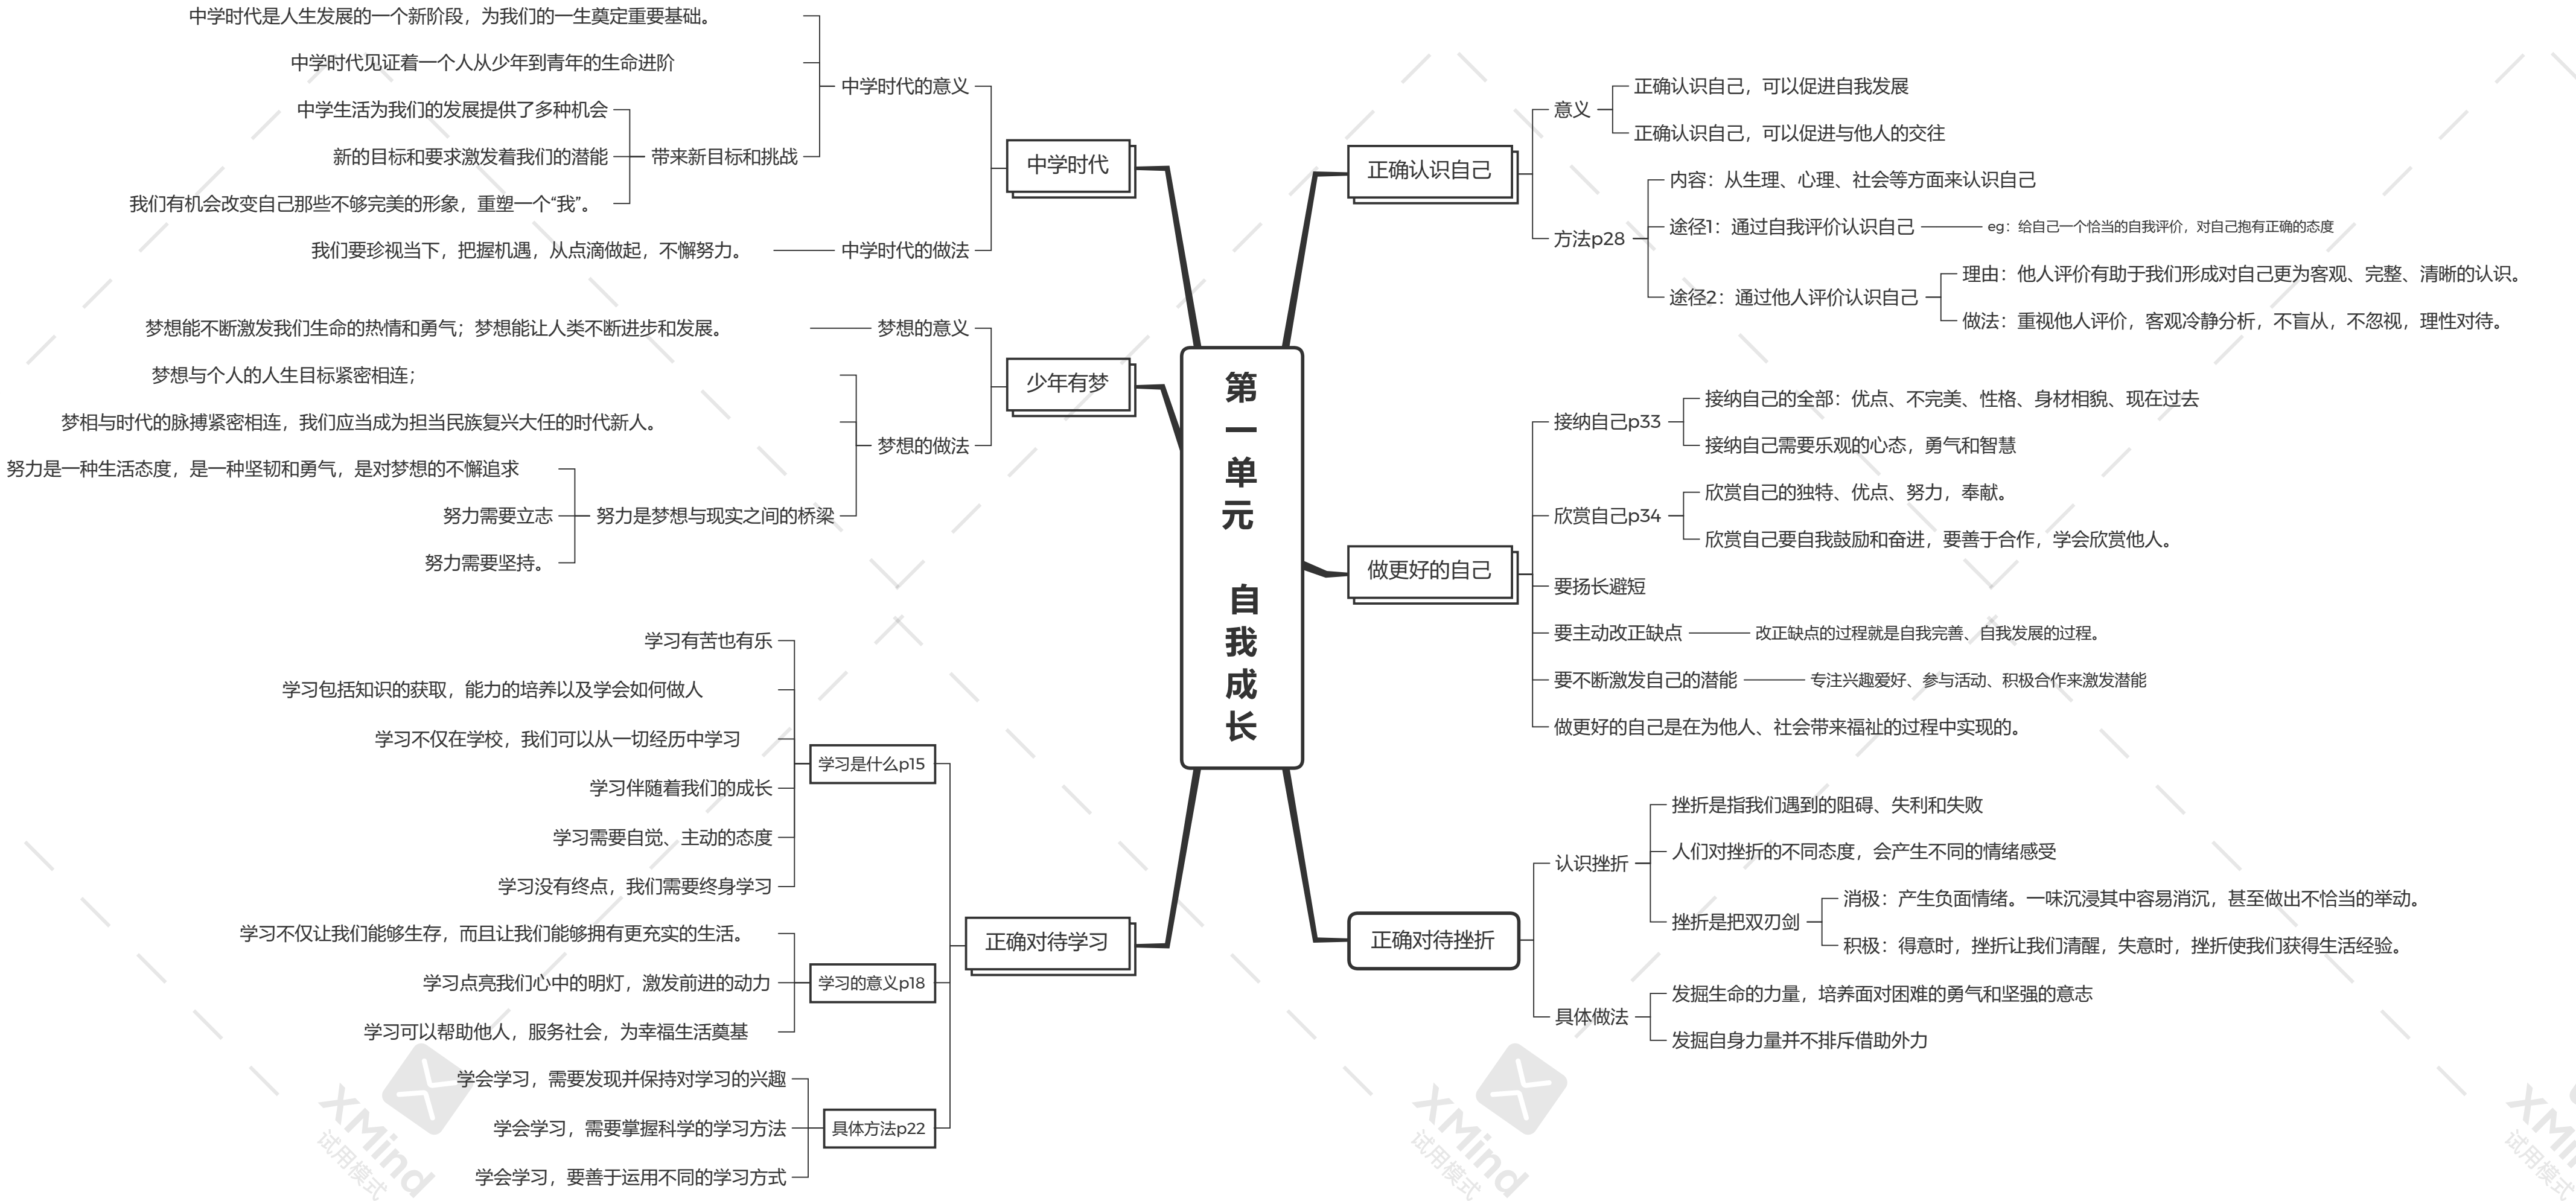 第一单元 自我成长
中学时代
中学时代的意义
中学时代是人生发展的一个新阶段，为我们的一生奠定重要基础。
中学时代见证着一个人从少年到青年的生命进阶
带来新目标和挑战
中学生活为我们的发展提供了多种机会
新的目标和要求激发着我们的潜能
我们有机会改变自己那些不够完美的形象，重塑一个“我”。
中学时代的做法
我们要珍视当下，把握机遇，从点滴做起，不懈努力。
少年有梦
梦想的意义
梦想能不断激发我们生命的热情和勇气；梦想能让人类不断进步和发展。
梦想的做法
梦想与个人的人生目标紧密相连；
梦相与时代的脉搏紧密相连，我们应当成为担当民族复兴大任的时代新人。
努力是梦想与现实之间的桥梁
努力是一种生活态度，是一种坚韧和勇气，是对梦想的不懈追求
努力需要立志
努力需要坚持。
正确对待学习
学习是什么p15
学习有苦也有乐
学习包括知识的获取，能力的培养以及学会如何做人
学习不仅在学校，我们可以从一切经历中学习
学习伴随着我们的成长
学习需要自觉、主动的态度
学习没有终点，我们需要终身学习
学习的意义p18
学习不仅让我们能够生存，而且让我们能够拥有更充实的生活。
学习点亮我们心中的明灯，激发前进的动力
学习可以帮助他人，服务社会，为幸福生活奠基
具体方法p22
学会学习，需要发现并保持对学习的兴趣
学会学习，需要掌握科学的学习方法
学会学习，要善于运用不同的学习方式
正确认识自己
意义
正确认识自己，可以促进自我发展
正确认识自己，可以促进与他人的交往
方法p28
内容：从生理、心理、社会等方面来认识自己
途径1：通过自我评价认识自己
eg：给自己一个恰当的自我评价，对自己抱有正确的态度
途径2：通过他人评价认识自己
理由：他人评价有助于我们形成对自己更为客观、完整、清晰的认识。
做法：重视他人评价，客观冷静分析，不盲从，不忽视，理性对待。
做更好的自己
接纳自己p33
接纳自己的全部：优点、不完美、性格、身材相貌、现在过去
接纳自己需要乐观的心态，勇气和智慧
欣赏自己p34
欣赏自己的独特、优点、努力，奉献。
欣赏自己要自我鼓励和奋进，要善于合作，学会欣赏他人。
要扬长避短
要主动改正缺点
改正缺点的过程就是自我完善、自我发展的过程。
要不断激发自己的潜能
专注兴趣爱好、参与活动、积极合作来激发潜能
做更好的自己是在为他人、社会带来福祉的过程中实现的。
正确对待挫折
认识挫折
挫折是指我们遇到的阻碍、失利和失败
人们对挫折的不同态度，会产生不同的情绪感受
挫折是把双刃剑
消极：产生负面情绪。一味沉浸其中容易消沉，甚至做出不恰当的举动。
积极：得意时，挫折让我们清醒，失意时，挫折使我们获得生活经验。
具体做法
发掘生命的力量，培养面对困难的勇气和坚强的意志
发掘自身力量并不排斥借助外力
XMind
试用模式
XMind
试用模式
XMin
试用模式